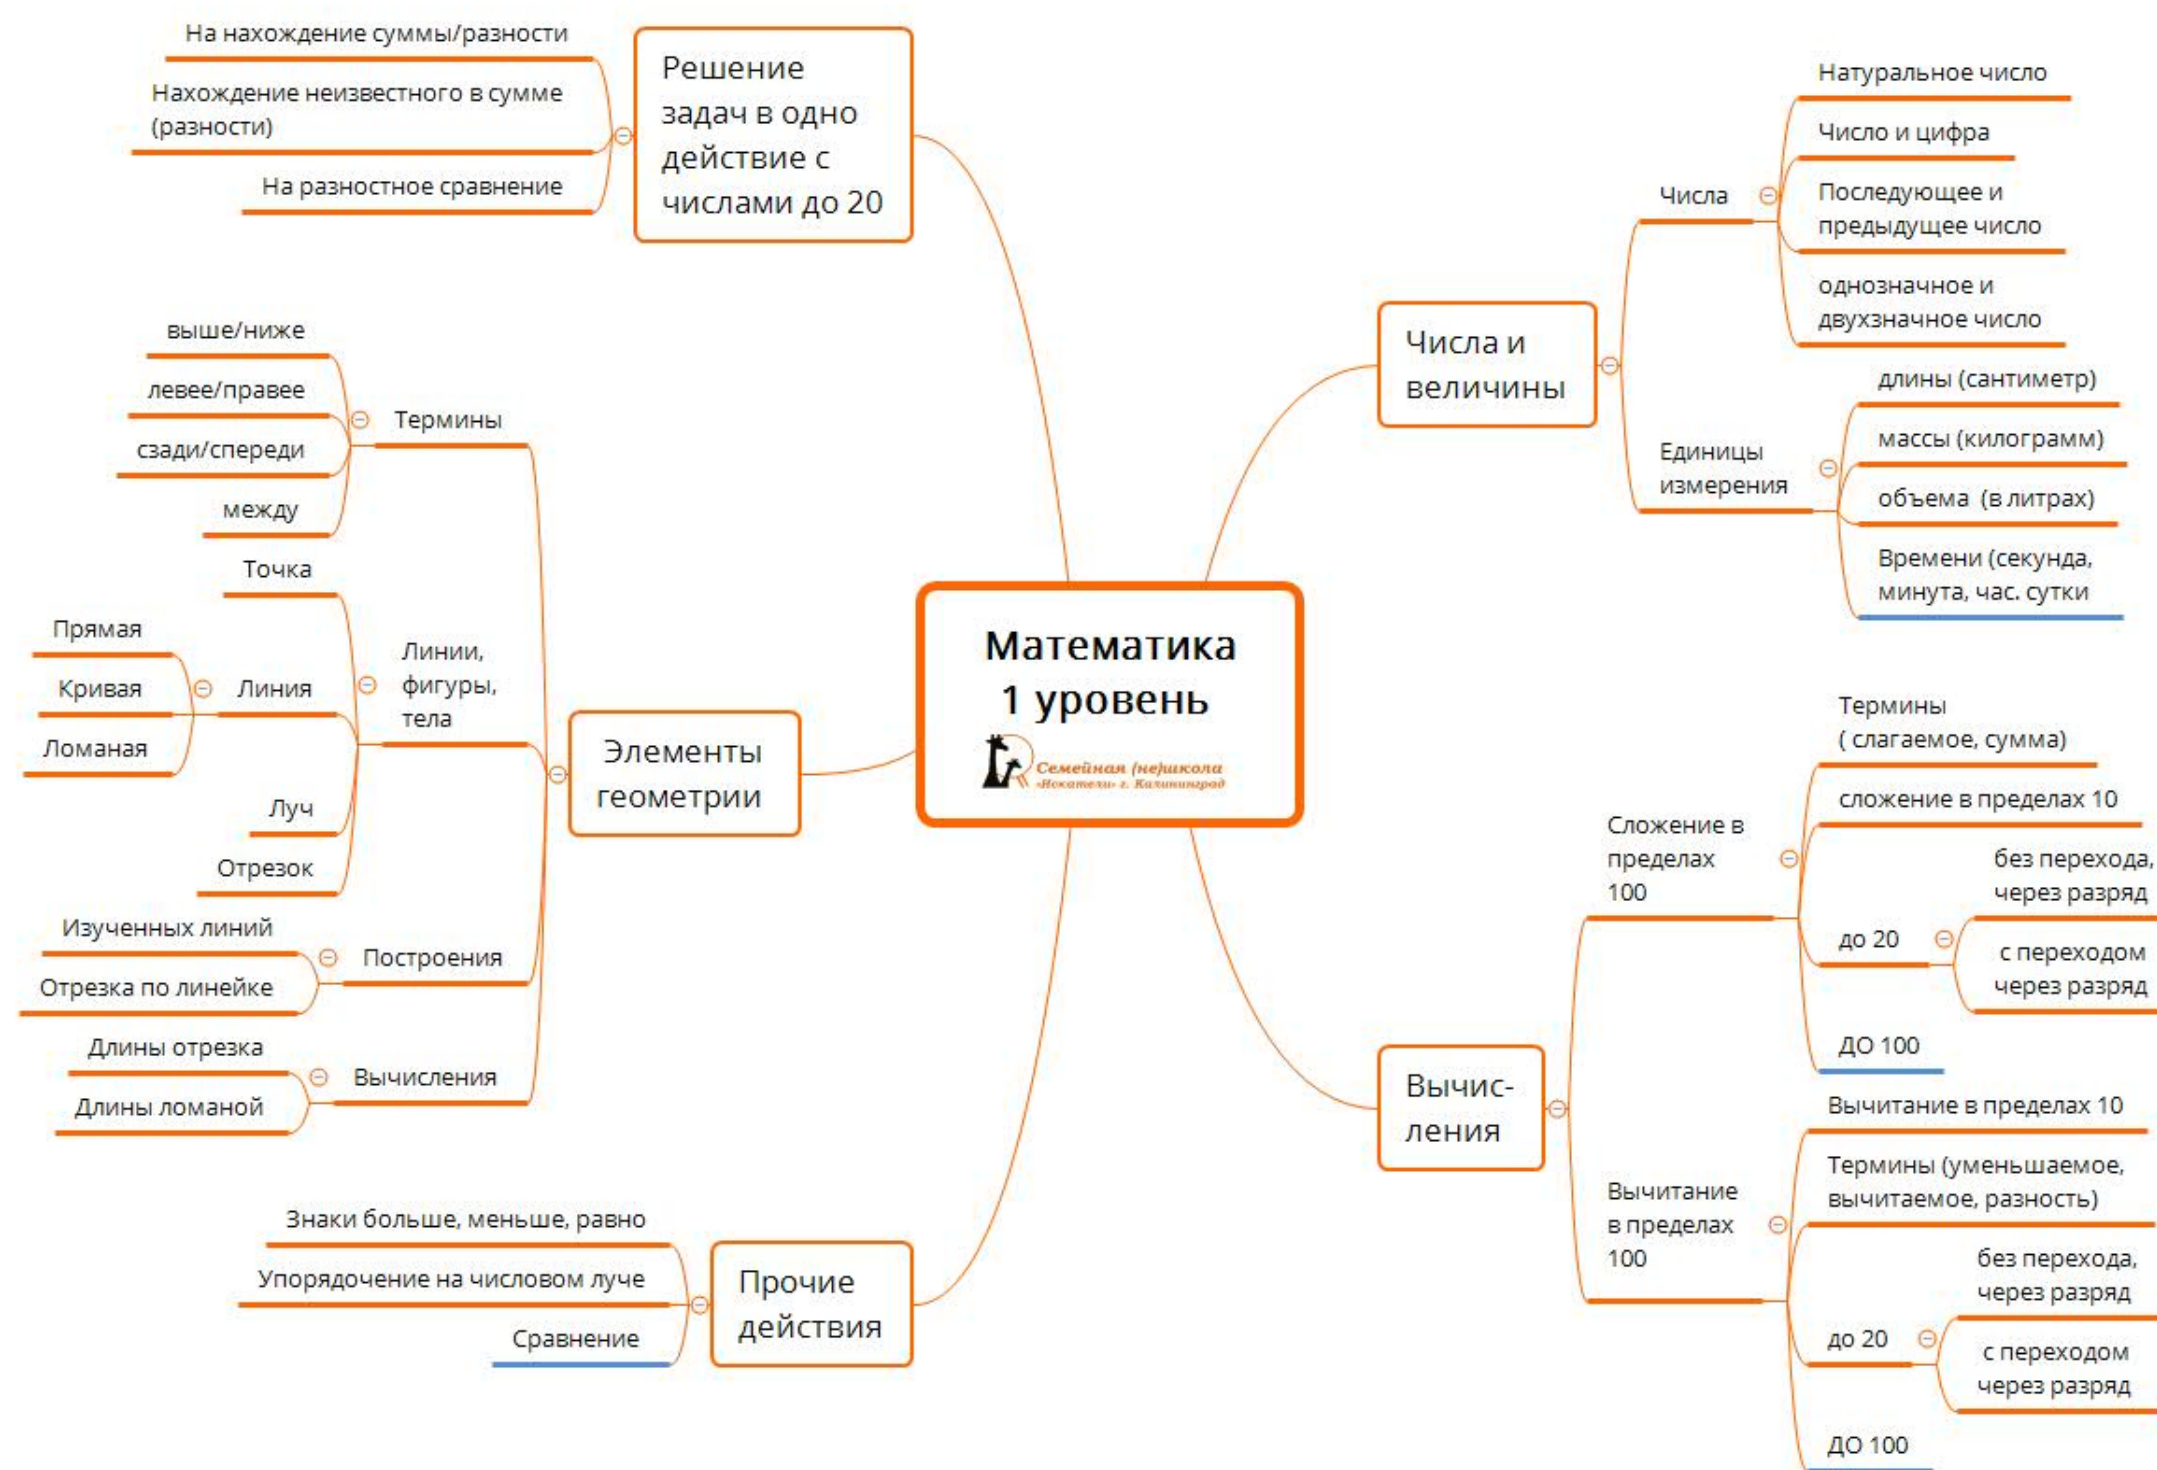 На нахождение суммы/разности
Нахождение неизвестного в сумме
(разности)
На разностное сравнение
Решение
задач в одно
действие с
числами до 20
выше/ниже
левее/правее
сзади/спереди
между
Термины
Точка
Прямая
Кривая
Ломаная
Линия
Луч
Отрезок
Линии,
фигуры,
тела
Изученных линий
Отрезка по линейке
Построения
Длины отрезка
Длины ломаной
Вычисления
Элементы
геометрии
Знаки больше, меньше, равно
Упорядочение на числовом луче
Сравнение
Прочие
действия
Математика
1 уровень
Семейная (не)школа
«Искатели» г. Калининград
Числа и
величины
Числа
Натуральное число
Число и цифра
Последующее и
предыдущее число
однозначное и
двухзначное число
Единицы
измерения
длины (сантиметр)
массы (килограмм)
объема (в литрах)
Времени (секунда,
минута, час. сутки
Вычис-
ления
Сложение в
пределах
100
Термины
( слагаемое, сумма)
сложение в пределах 10
до 20
без перехода,
через разряд
с переходом
через разряд
ДО 100
Вычитание
в пределах
100
Вычитание в пределах 10
Термины (уменьшаемое,
вычитаемое, разность)
до 20
без перехода,
через разряд
с переходом
через разряд
ДО 100